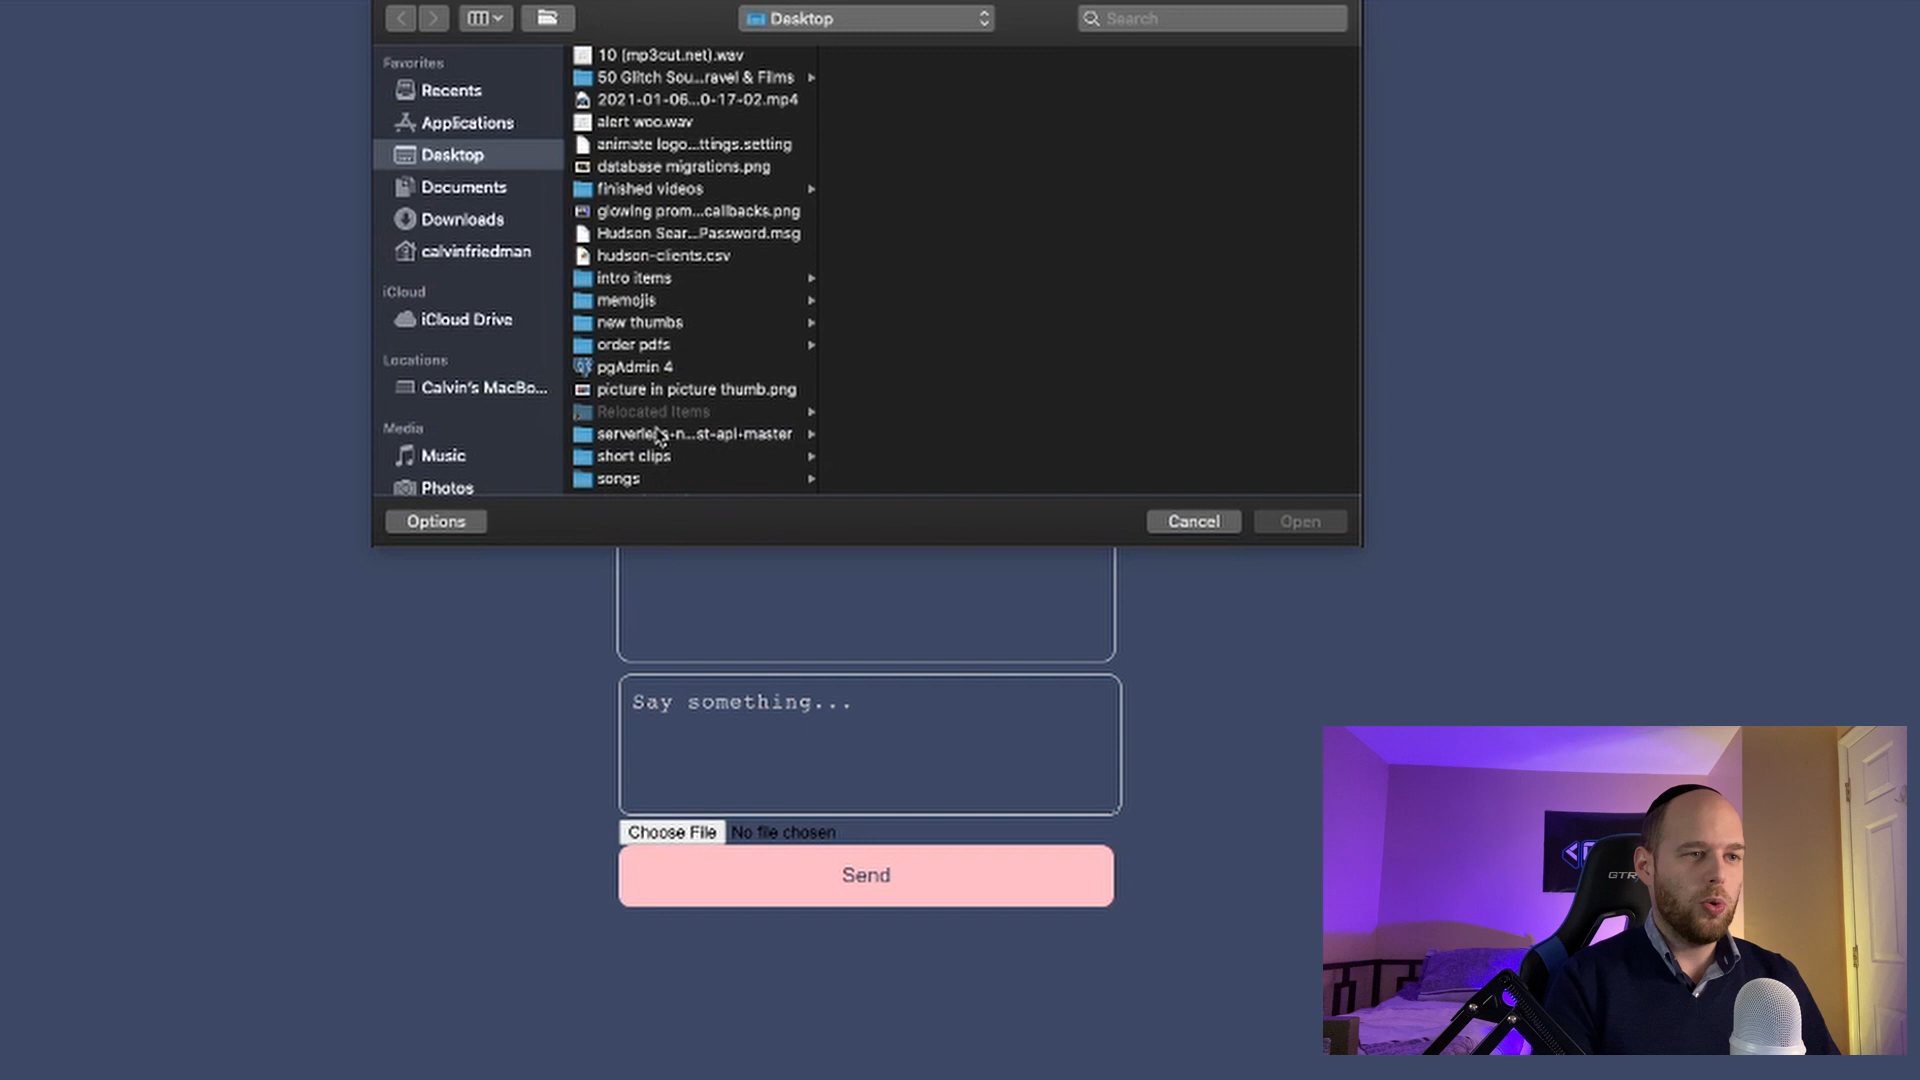 Desktop
Search
Favorites
Recents
Applications
Desktop
Documents
Downloads
calvinfriedman
iCloud
iCloud Drive
Locations
Calvin's MacBo...
Media
Music
Photos
10 (mp3cut.net).wav
50 Glitch Sou...ravel & Films
2021-01-06...0-17-02.mp4
alert woo.wav
animate logo...ttings.setting
database migrations.png
finished videos
glowing prom...callbacks.png
Hudson Sear...Password.msg
hudson-clients.csv
intro items
memojis
new thumbs
order pdfs
pgAdmin 4
picture in picture thumb.png
Relocated Items
serverless-n...st-api-master
short clips
songs
Options
Cancel
Open
Say something...
Choose File No file chosen
Send